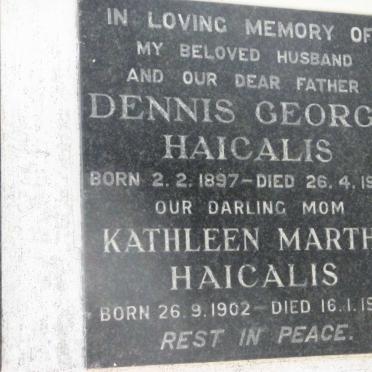 IN LOVING MEMORY OF
MY BELOVED HUSBAND
AND OUR DEAR FATHER
DENNIS GEORG
HAICALIS
BORN 2.2.1897-DIED 26.4.19
OUR DARLING MOM
KATHLEEN MARTH
HAICALIS
BORN 26.9.1902-DIED 16.1.19
REST IN PEACE.